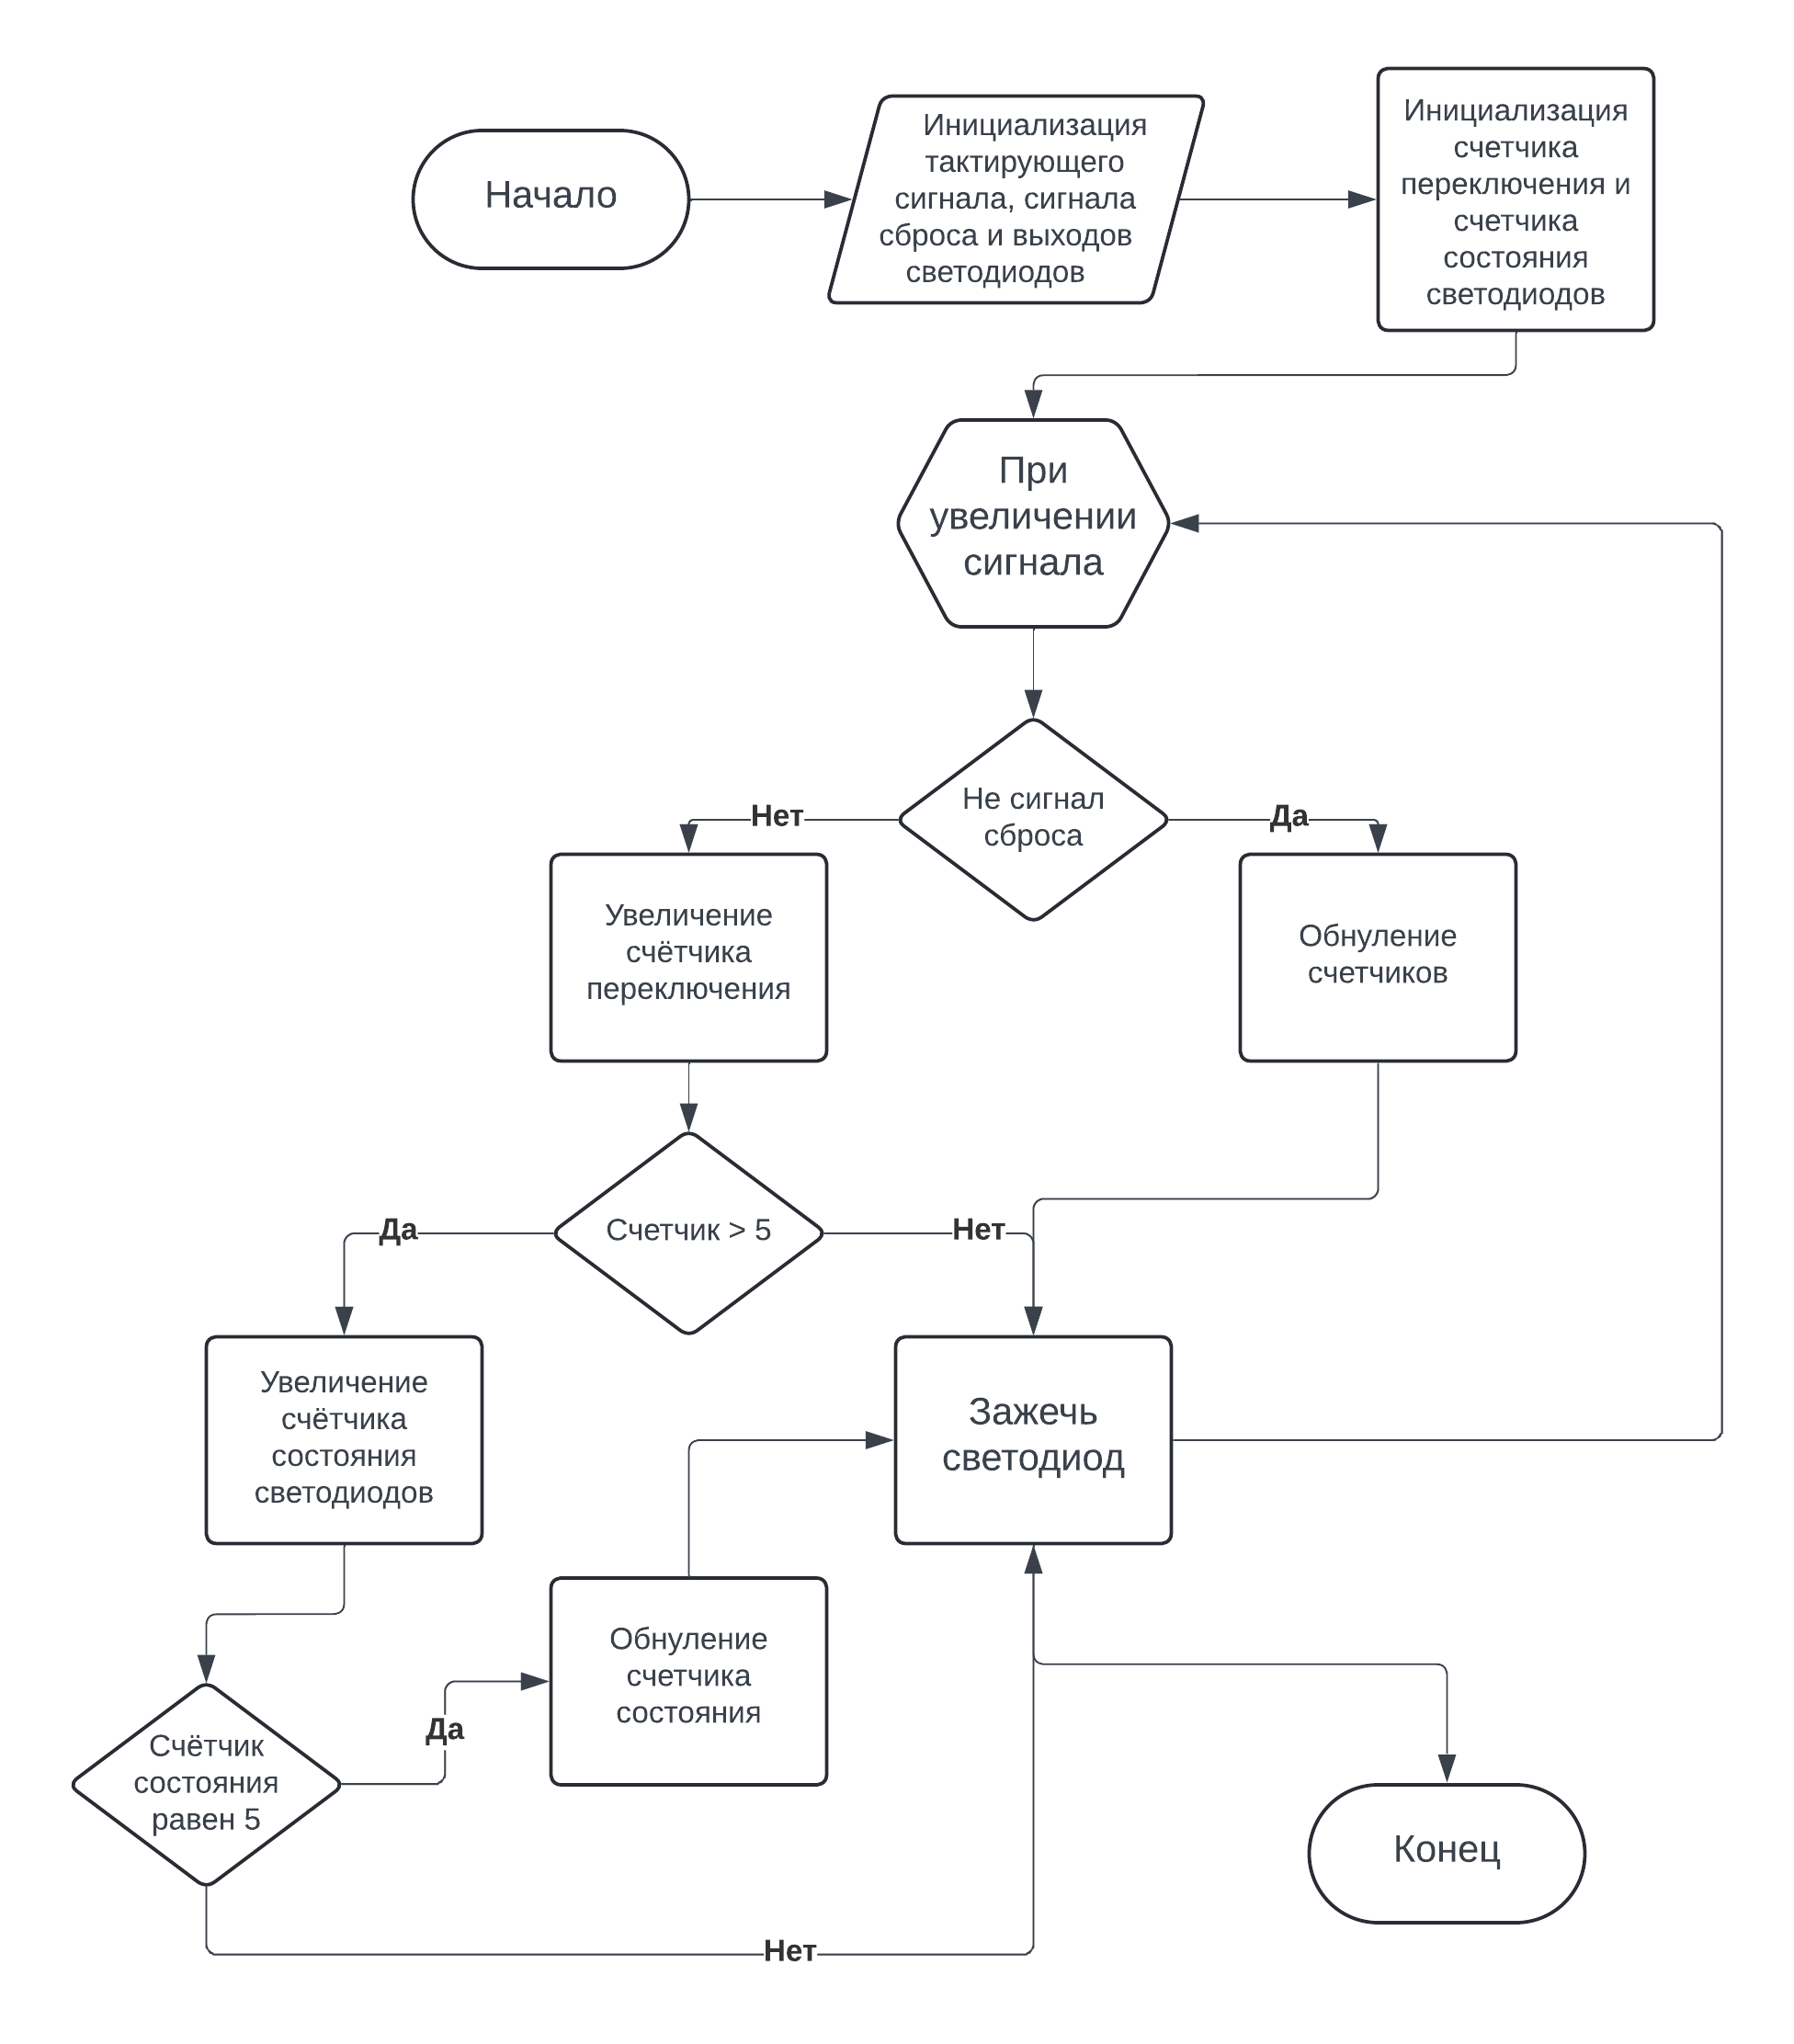 Начало
Инициализация
тактирующего
сигнала, сигнала
сброса и выходов
светодиодов
Инициализация
счетчика
переключения и
счетчика
состояния
светодиодов
При
увеличении
сигнала
Не сигнал
сброса
Нет
Да
Увеличение
счётчика
переключения
Обнуление
счетчиков
Счетчик > 5
Да
Нет
Увеличение
счётчика
состояния
светодиодов
Зажечь
светодиод
Обнуление
счетчика
состояния
Да
Счётчик
состояния
равен 5
Конец
Нет